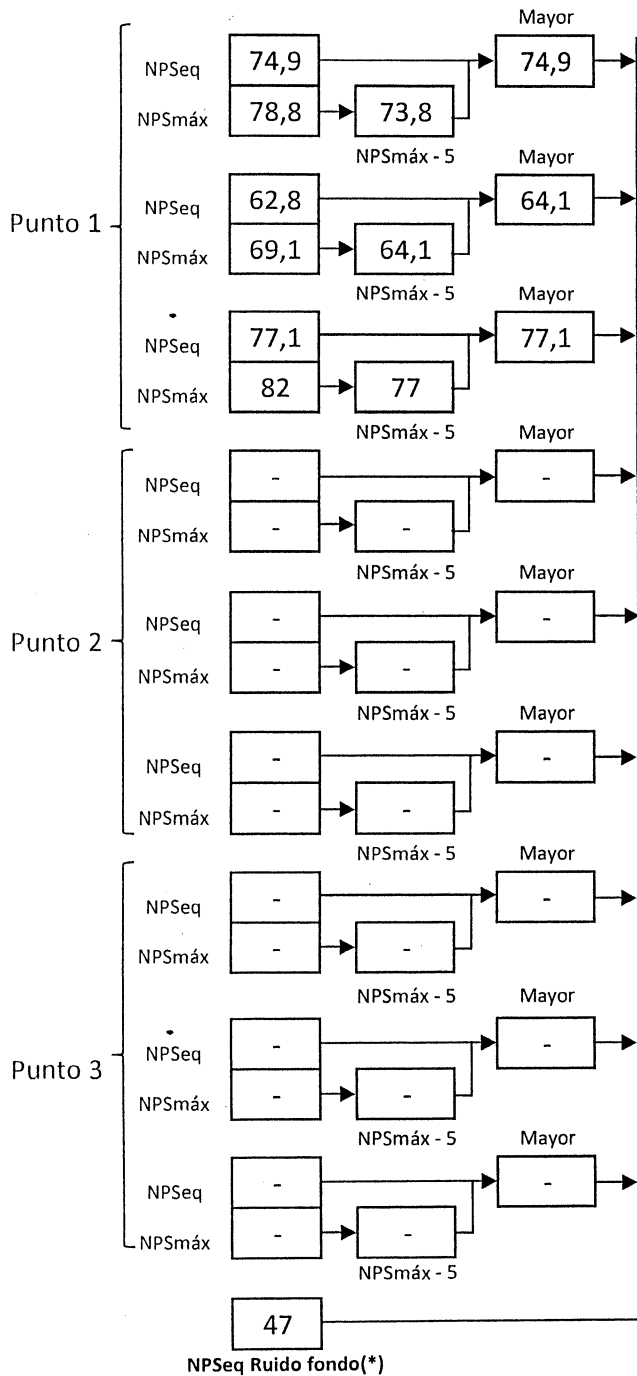 Mayor
NPSeq 74,9 74,9
NPSmáx 78,8 73,8
NPSmáx - 5
Mayor
NPSeq 62,8 64,1
Punto 1
NPSmáx 69,1 64,1
NPSmáx - 5
Mayor
NPSeq 77,1 77,1
NPSmáx 82 77
NPSmáx - 5
Mayor
NPSeq - -
NPSmáx - -
NPSmáx - 5
Mayor
NPSeq - -
Punto 2
NPSmáx - -
NPSmáx - 5
Mayor
NPSeq - -
NPSmáx - -
NPSmáx - 5
Mayor
NPSeq - -
NPSmáx - -
NPSmáx - 5
Mayor
NPSeq - -
Punto 3
NPSmáx - -
NPSmáx - 5
Mayor
NPSeq - -
NPSmáx - -
NPSmáx - 5
47
NPSeq Ruido fondo(*)